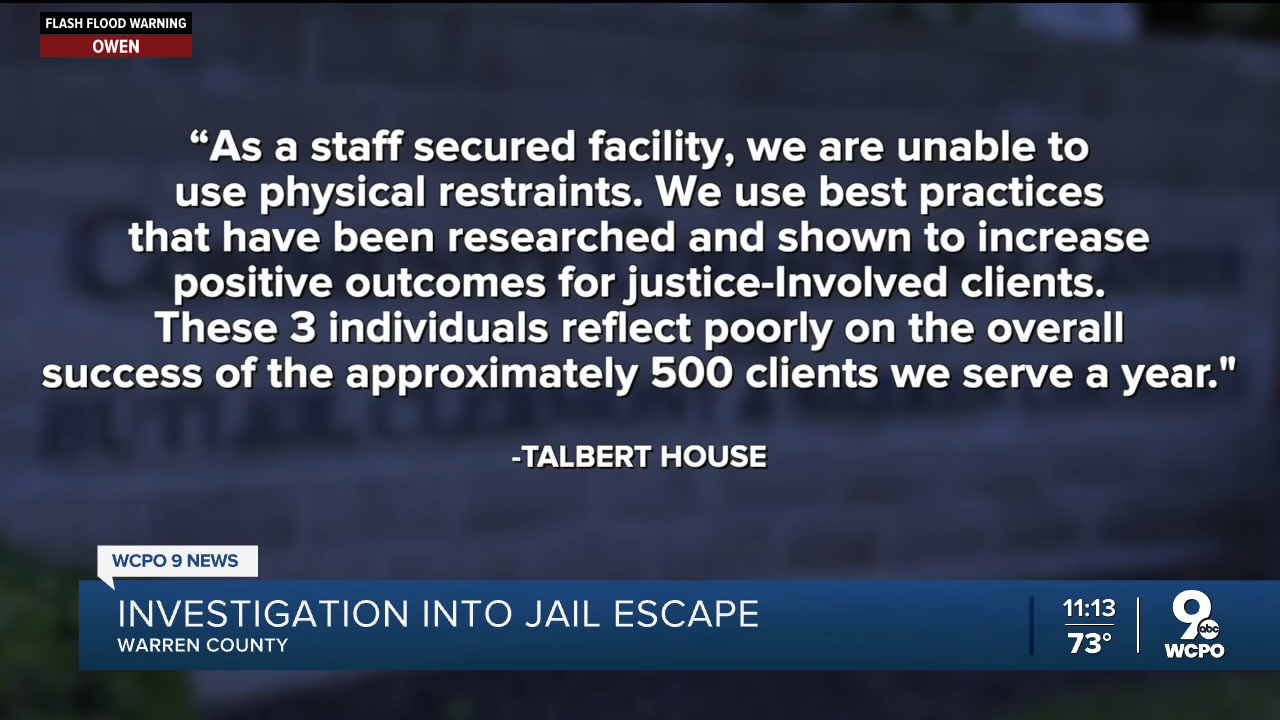 FLASH FLOOD WARNING
OWEN
“As a staff secured facility, we are unable to
use physical restraints. We use best practices
that have been researched and shown to increase
positive outcomes for justice-Involved clients.
These 3 individuals reflect poorly on the overall
success of the approximately 500 clients we serve a year."
-TALBERT HOUSE
WCPO 9 NEWS
INVESTIGATION INTO JAIL ESCAPE
WARREN COUNTY
11:13
73°
9
abc
WCPO